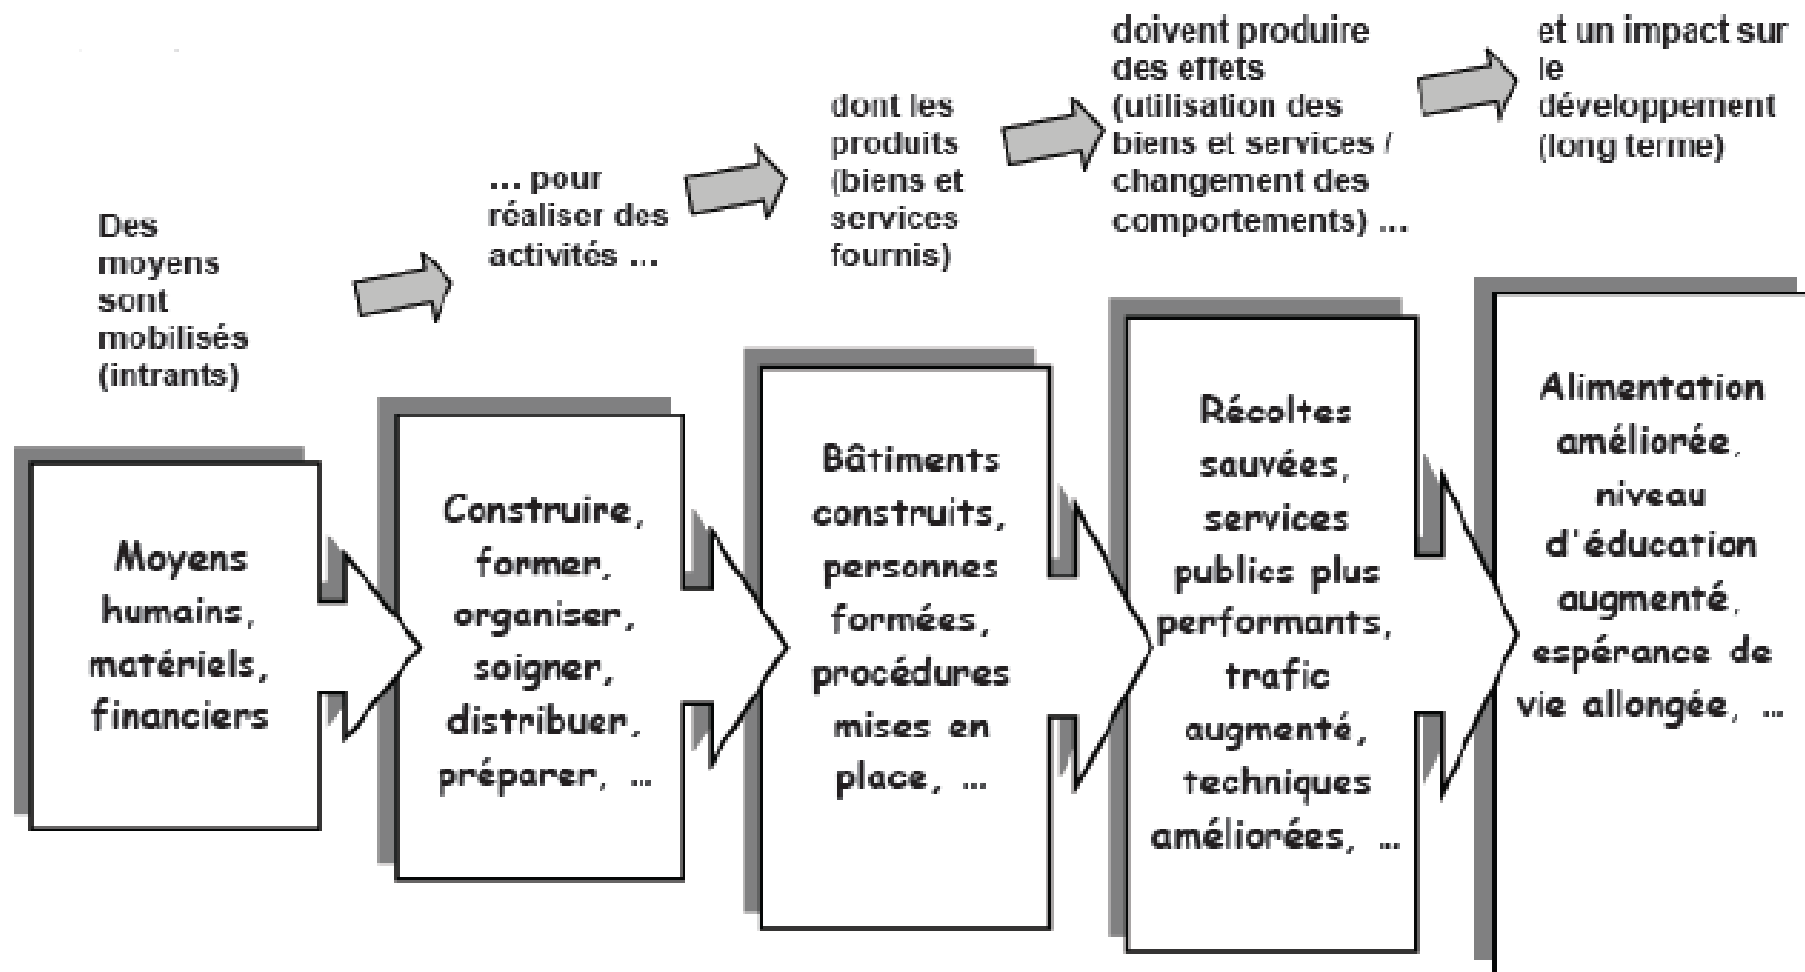 Des
moyens
sont
mobilisés
(intrants)
... pour
réaliser des
activités ...
dont les
produits
(biens et
services
fournis)
doivent produire
des effets
(utilisation des
biens et services /
changement des
comportements) ...
et un impact sur
le
développement
(long terme)
Moyens
humains,
matériels,
financiers
Construire,
former,
organiser,
soigner,
distribuer,
préparer, ...
Bâtiments
construits,
personnes
formées,
procédures
mises en
place, ...
Récoltes
sauvées,
services
publics plus
performants,
trafic
augmenté,
techniques
améliorées, ...
Alimentation
améliorée,
niveau
d'éducation
augmenté,
espérance de
vie allongée, ...